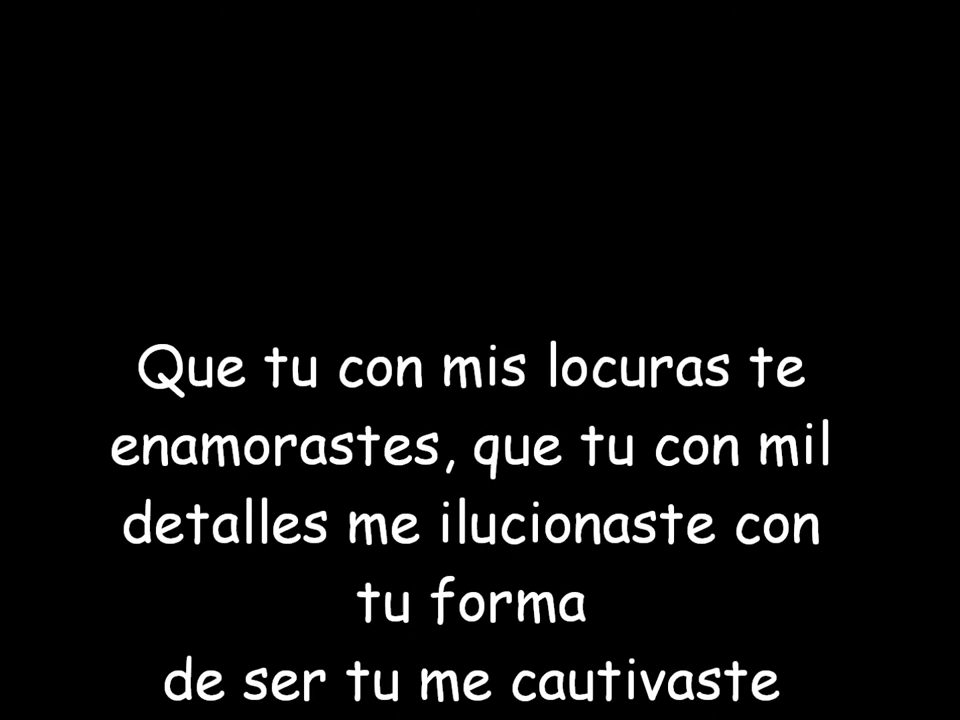 Que tu con mis locuras te
enamorastes, que tu con mil
detalles me ilucionaste con
tu forma
de ser tu me cautivaste